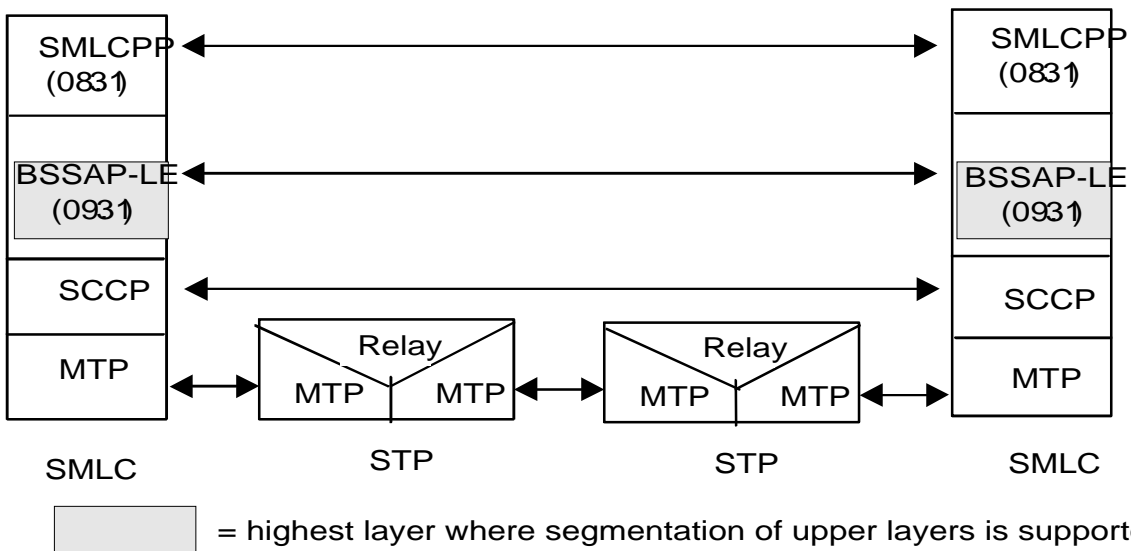 SMLCPP
(0831)
SMLCPP
(0831)
BSSAP-LE
(0931)
BSSAP-LE
(0931)
SCCP
SCCP
MTP
Relay
MTP
MTP
Relay
MTP
MTP
MTP
SMLC
STP
STP
SMLC
= highest layer where segmentation of upper layers is supporte